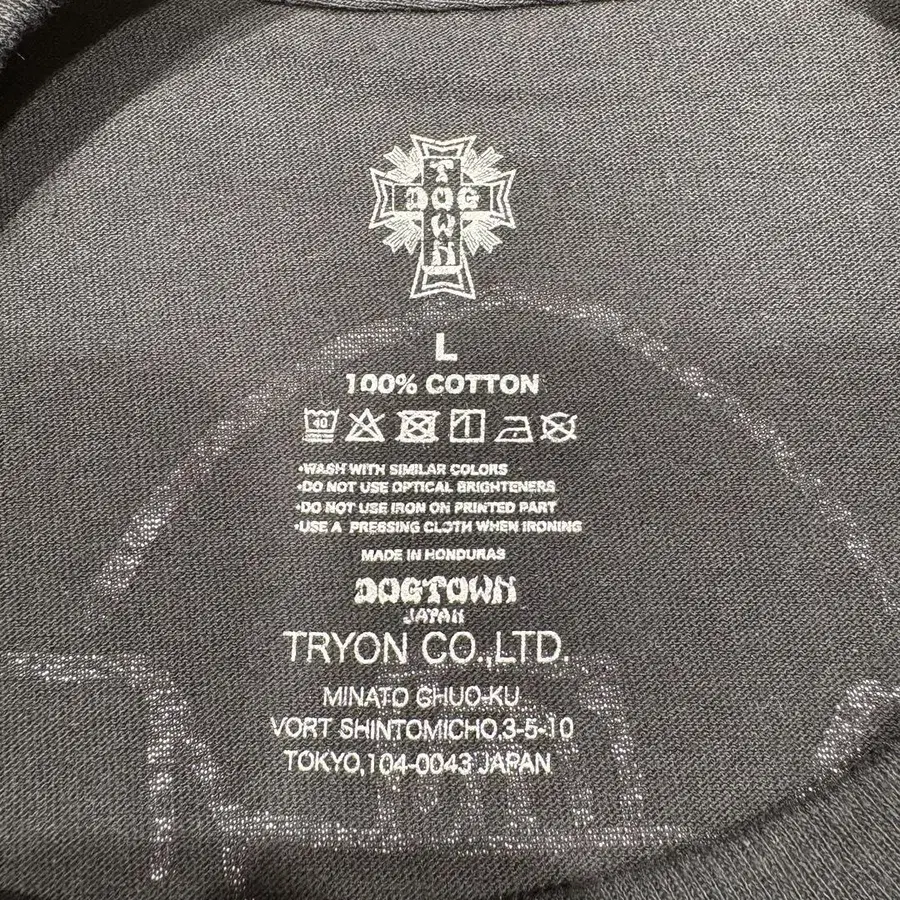 T
DOG
W
N
L
100% COTTON
40
•WASH WITH SIMILAR COLORS
•DO NOT USE OPTICAL BRIGHTENERS
•DO NOT USE IRON ON PRINTED PART
•USE A PRESSING CLOTH WHEN IRONING
MADE IN HONDURAS
DOGTOWN
JAPAN
TRYON CO.,LTD.
MINATO CHUO-KU
VORT SHINTOMICHO,3-5-10
TOKYO,104-0043 JAPAN